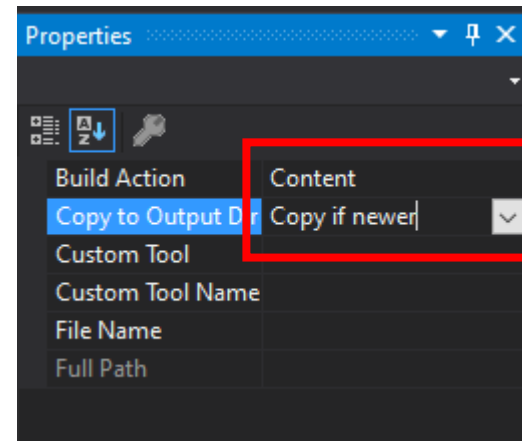 Properties
Build Action Content
Copy to Output Dir Copy if newer
Custom Tool
Custom Tool Name
File Name
Full Path